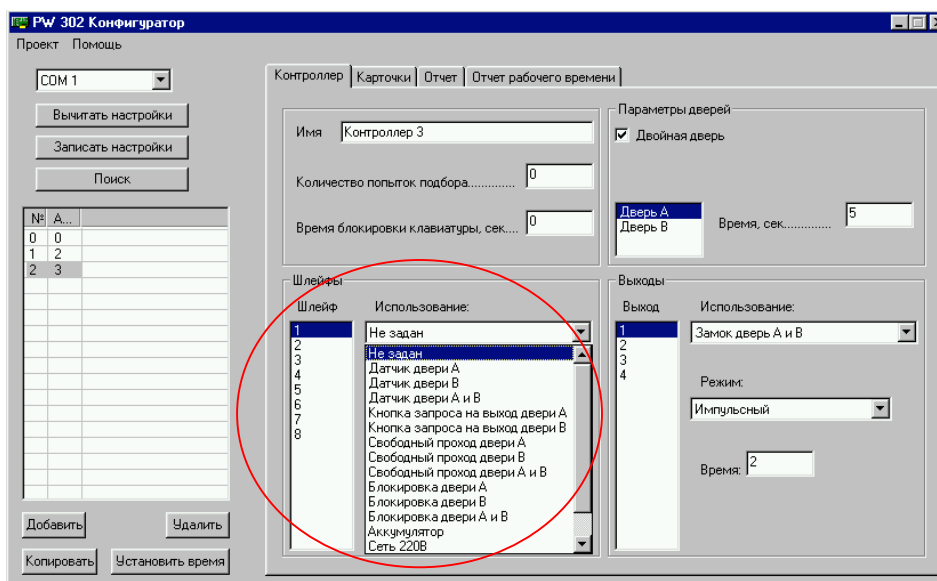 PW 302 Конфигуратор
Проект Помощь
COM 1
Вычитать настройки
Записать настройки
Поиск
№ А...
0 0
1 2
2 3
Добавить Удалить
Копировать Установить время
Контроллер Карточки Отчет Отчет рабочего времени
Имя Контроллер 3
Количество попыток подбора.............. 0
Время блокировки клавиатуры, сек.... 0
Параметры дверей
Двойная дверь
Дверь A
Дверь B
Время, сек.............. 5
Шлейфы
Шлейф Использование:
1
2
3
4
5
6
7
8
Не задан
Не задан
Датчик двери A
Датчик двери B
Датчик двери A и B
Кнопка запроса на выход двери A
Кнопка запроса на выход двери B
Свободный проход двери A
Свободный проход двери B
Свободный проход двери A и B
Блокировка двери A
Блокировка двери B
Блокировка двери A и B
Аккумулятор
Сеть 220В
Выходы
Выход Использование:
1
2
3
4
Замок дверь A и B
Режим:
Импульсный
Время: 2